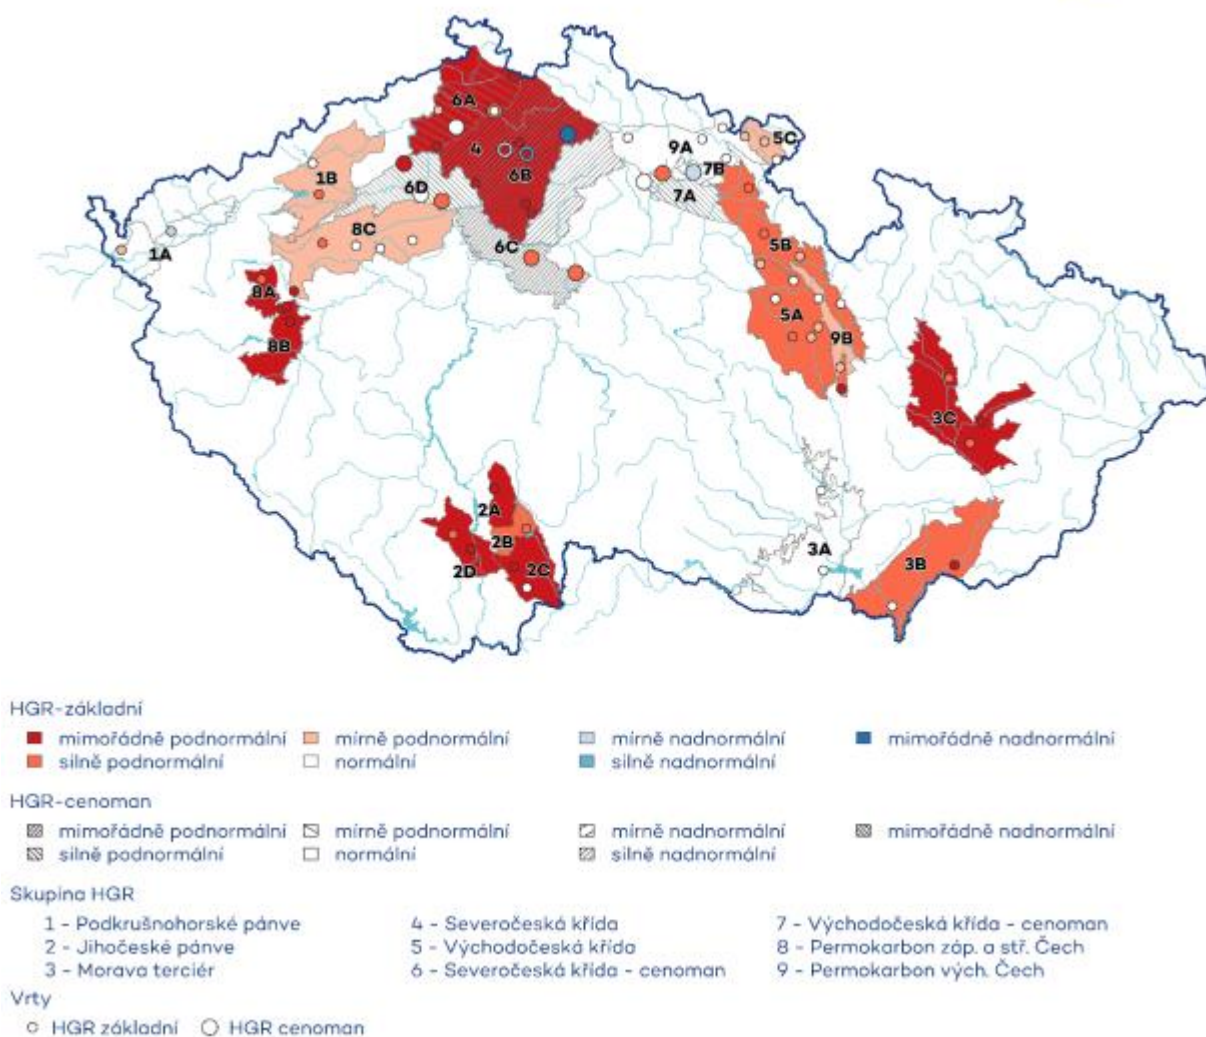 6A
9A
5C
4
7B
1B
6B
6D
7A
8C
1A
6C
5B
8A
5A
8B
9B
3C
2A
2B
3A
3B
2D
2C
HGR-základní
mimořádně podnormální mírně podnormální mírně nadnormální mimořádně nadnormální
silně podnormální normální silně nadnormální
HGR-cenoman
mimořádně podnormální mírně podnormální mírně nadnormální mimořádně nadnormální
silně podnormální normální silně nadnormální
Skupina HGR
1 - Podkrušnohorské pánve 4 - Severočeská křída 7 - Východočeská křída - cenoman
2 - Jihočeské pánve 5 - Východočeská křída 8 - Permokarbon záp. a stř. Čech
3 - Morava terciér 6 - Severočeská křída - cenoman 9 - Permokarbon vých. Čech
Vrty
HGR základní HGR cenoman